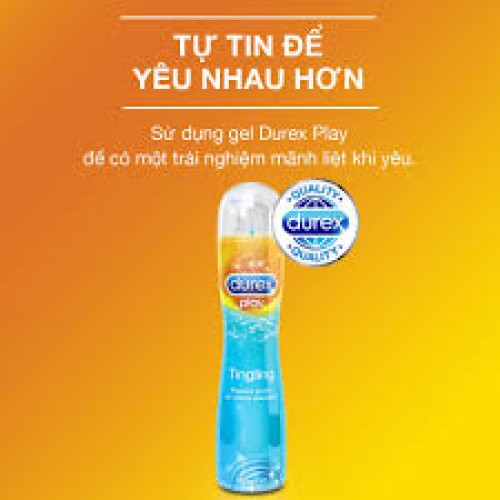 TỰ TIN ĐỂ
YÊU NHAU HƠN
Sử dụng gel Durex Play
để có một trải nghiệm mãnh liệt khi yêu.
QUALITY
durex
QUALITY
durex
play
Tingling